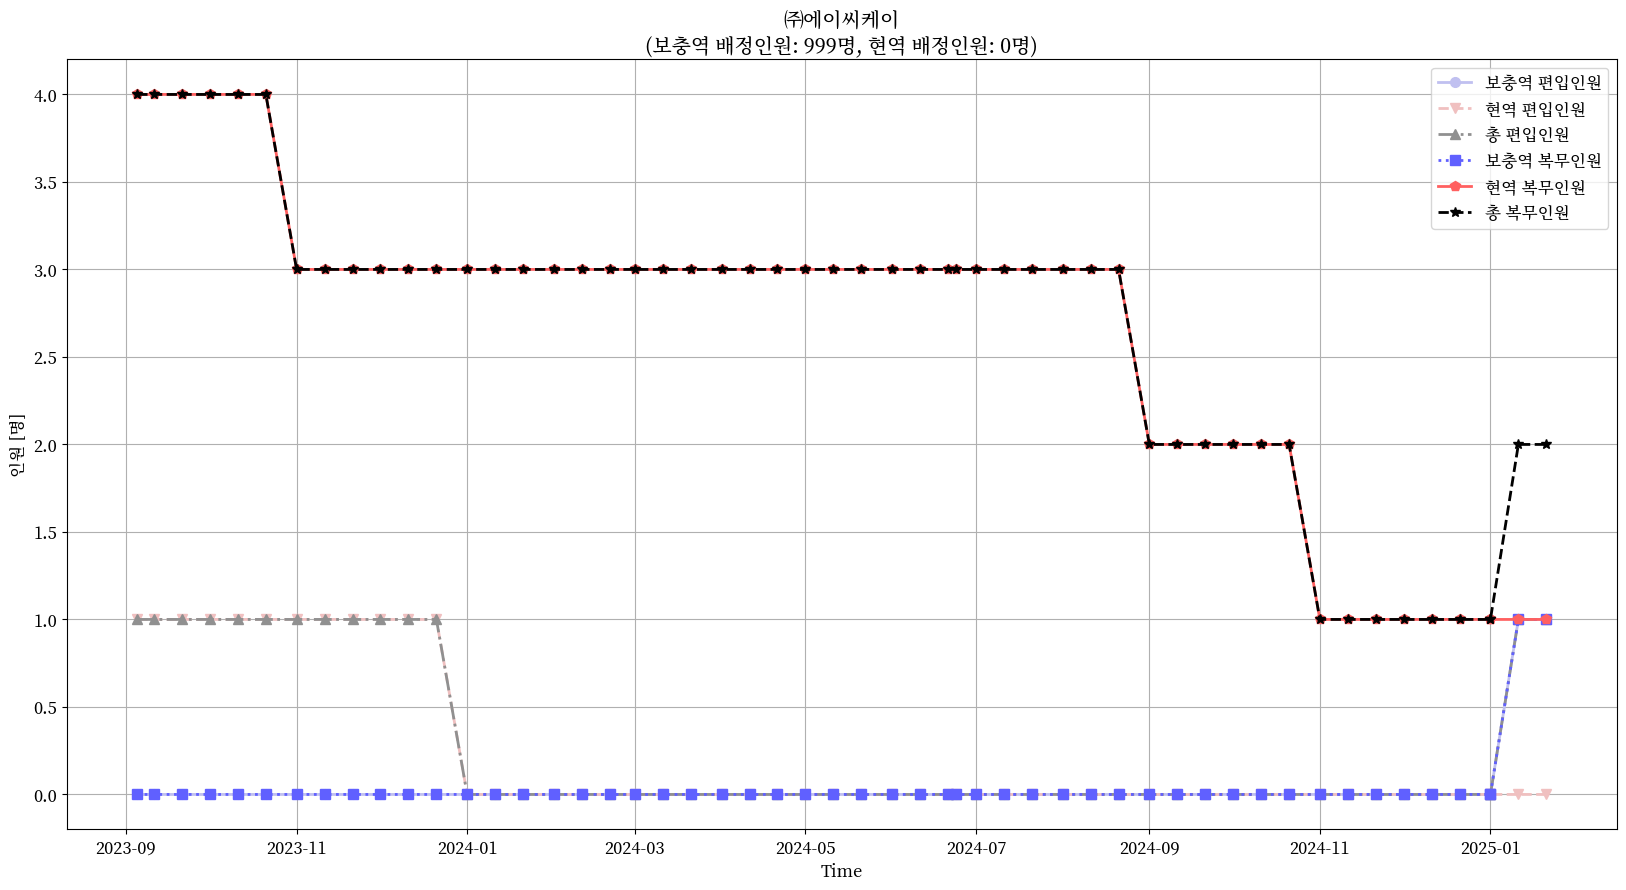 ㈜에이씨케이
(보충역 배정인원: 999명, 현역 배정인원: 0명)
보충역 편입인원
현역 편입인원
총 편입인원
보충역 복무인원
현역 복무인원
총 복무인원
4.0
3.5
3.0
2.5
2.0
1.5
1.0
0.5
0.0
인원 [명]
2023-09 2023-11 2024-01 2024-03 2024-05 2024-07 2024-09 2024-11 2025-01
Time